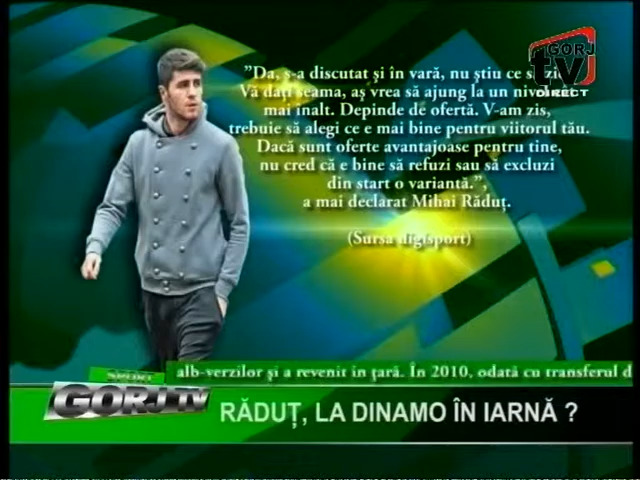 GORJ
tv
DIRECT
"Da, s-a discutat și în vară, nu știu ce să
Vă dați seama, aș vrea să ajung la un nivel
mai inalt. Depinde de ofertă. V-am zis,
trebuie să alegi ce e mai bine pentru viitorul tău.
Dacă sunt oferte avantajoase pentru tine,
nu cred că e bine să refuzi sau să excluzi
din start o variantă.",
a mai declarat Mihai Răduț.
(Sursa digisport)
SPORT
alb-verzilor și a revenit in țară. În 2010, odată cu transferul d
GORJ TV
RĂDUȚ, LA DINAMO ÎN IARNĂ ?